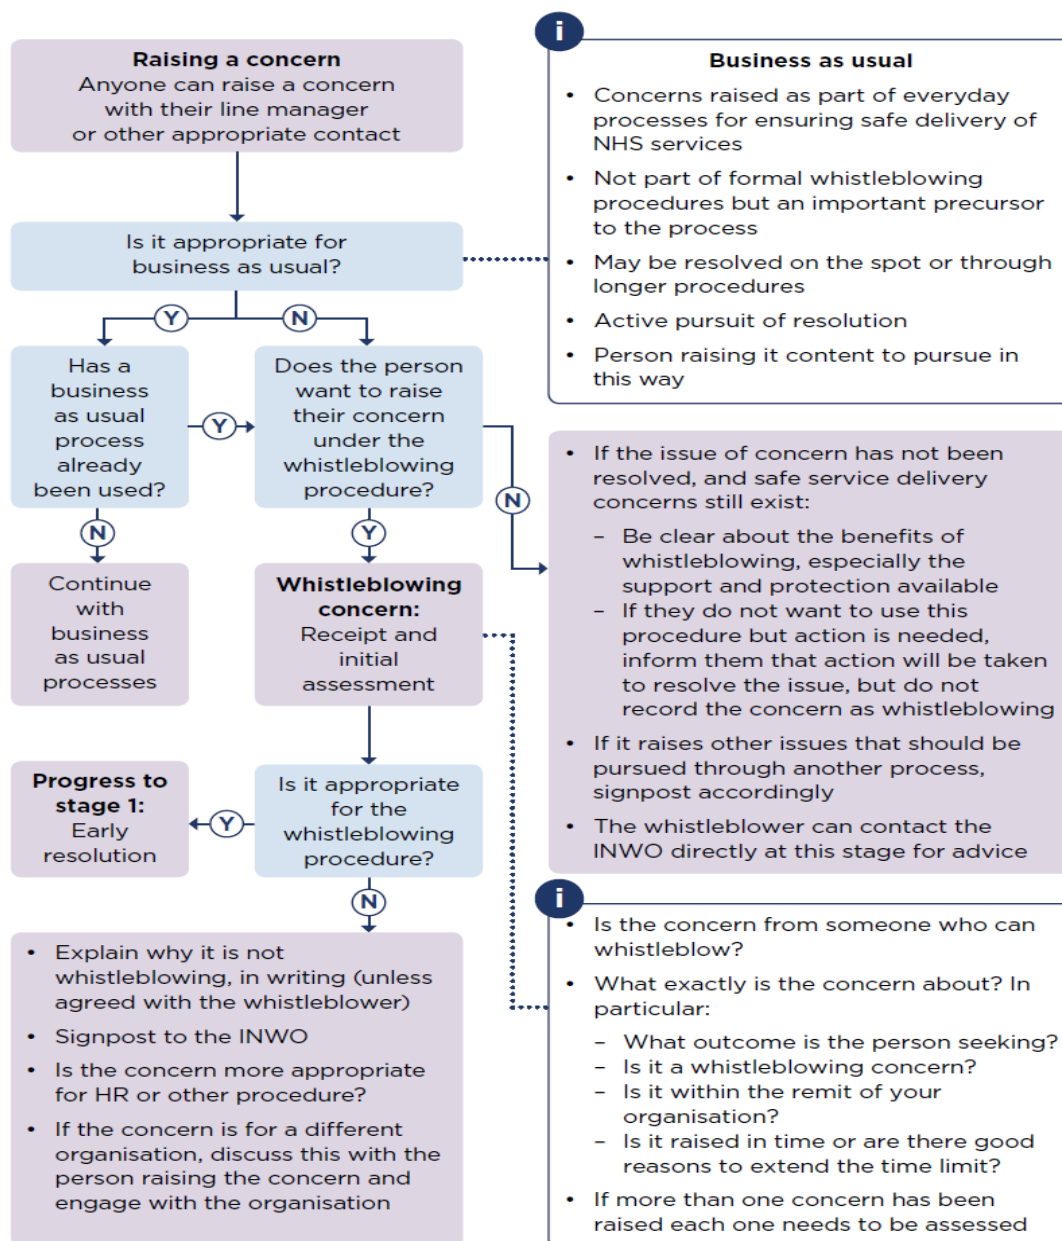 Raising a concern
Anyone can raise a concern
with their line manager
or other appropriate contact
i
Business as usual
• Concerns raised as part of everyday
processes for ensuring safe delivery of
NHS services
• Not part of formal whistleblowing
procedures but an important precursor
to the process
• May be resolved on the spot or through
longer procedures
• Active pursuit of resolution
• Person raising it content to pursue in
this way
Is it appropriate for
business as usual?
Y
N
Has a
business
as usual
process
already
been used?
Y
Does the person
want to raise
their concern
under the
whistleblowing
procedure?
N
N
Y
Continue
with
business
as usual
processes
Whistleblowing
concern:
Receipt and
initial
assessment
• If the issue of concern has not been
resolved, and safe service delivery
concerns still exist:
– Be clear about the benefits of
whistleblowing, especially the
support and protection available
– If they do not want to use this
procedure but action is needed,
inform them that action will be taken
to resolve the issue, but do not
record the concern as whistleblowing
• If it raises other issues that should be
pursued through another process,
signpost accordingly
• The whistleblower can contact the
INWO directly at this stage for advice
Progress to
stage 1:
Early
resolution
Y
Is it appropriate
for the
whistleblowing
procedure?
N
• Explain why it is not
whistleblowing, in writing (unless
agreed with the whistleblower)
• Signpost to the INWO
• Is the concern more appropriate
for HR or other procedure?
• If the concern is for a different
organisation, discuss this with the
person raising the concern and
engage with the organisation
i
• Is the concern from someone who can
whistleblow?
• What exactly is the concern about? In
particular:
– What outcome is the person seeking?
– Is it a whistleblowing concern?
– Is it within the remit of your
organisation?
– Is it raised in time or are there good
reasons to extend the time limit?
• If more than one concern has been
raised each one needs to be assessed